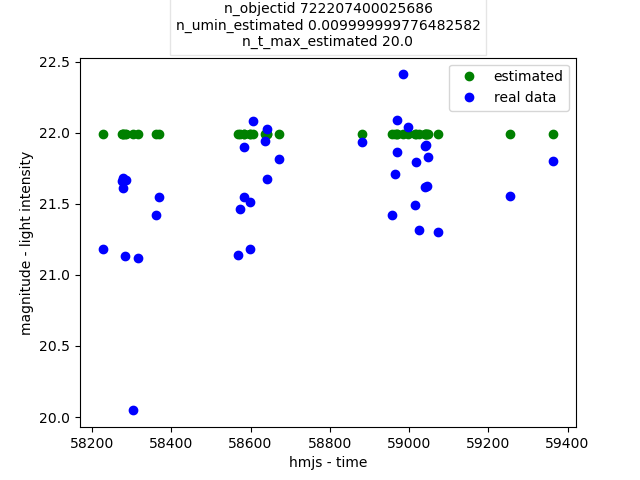 n_objectid 722207400025686
n_umin_estimated 0.009999999776482582
n_t_max_estimated 20.0
22.5
22.0
21.5
21.0
20.5
20.0
magnitude - light intensity
estimated
real data
58200 58400 58600 58800 59000 59200 59400
hmjs - time